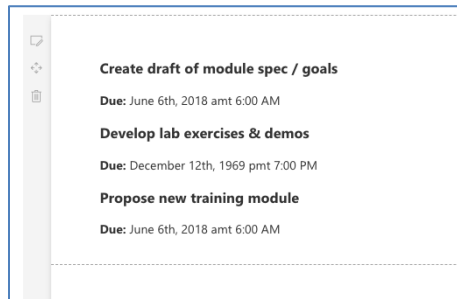 Create draft of module spec / goals
Due: June 6th, 2018 amt 6:00 AM
Develop lab exercises & demos
Due: December 12th, 1969 pmt 7:00 PM
Propose new training module
Due: June 6th, 2018 amt 6:00 AM